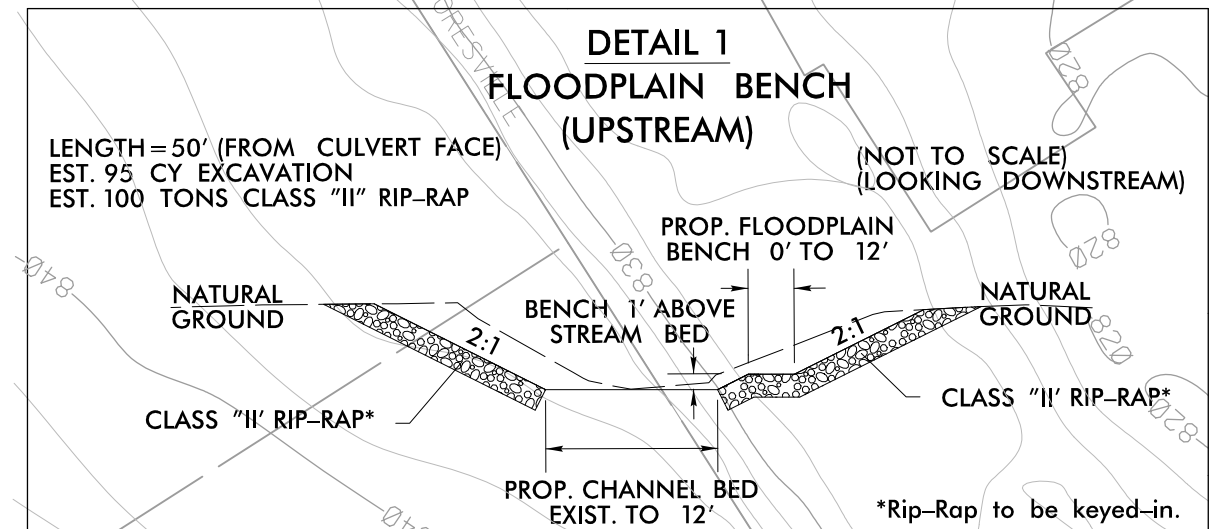 DETAIL 1
FLOODPLAIN BENCH
(UPSTREAM)
LENGTH=50' (FROM CULVERT FACE)
EST. 95 CY EXCAVATION
EST. 100 TONS CLASS "II" RIP-RAP
(NOT TO SCALE)
(LOOKING DOWNSTREAM)
PROP. FLOODPLAIN
BENCH 0' TO 12'
NATURAL
GROUND
BENCH 1' ABOVE
STREAM BED
NATURAL
GROUND
2:1
2:1
CLASS "II' RIP-RAP*
CLASS "II' RIP-RAP*
PROP. CHANNEL BED
EXIST. TO 12'
*Rip-Rap to be keyed-in.
820
820
820
820
830
840
840